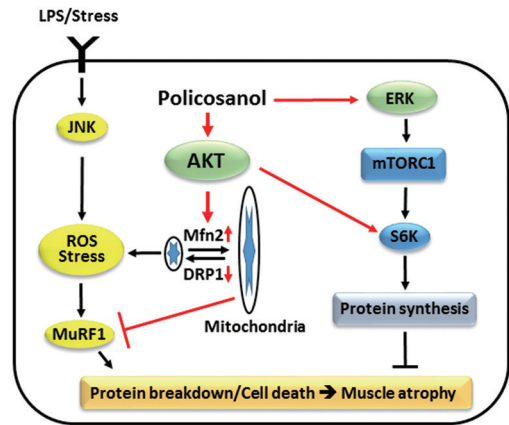 LPS/Stress
JNK
ROS
Stress
MuRF1
Policosanol
AKT
Mfn2
DRP1
Mitochondria
ERK
mTORC1
S6K
Protein synthesis
Protein breakdown/Cell death ➔ Muscle atrophy